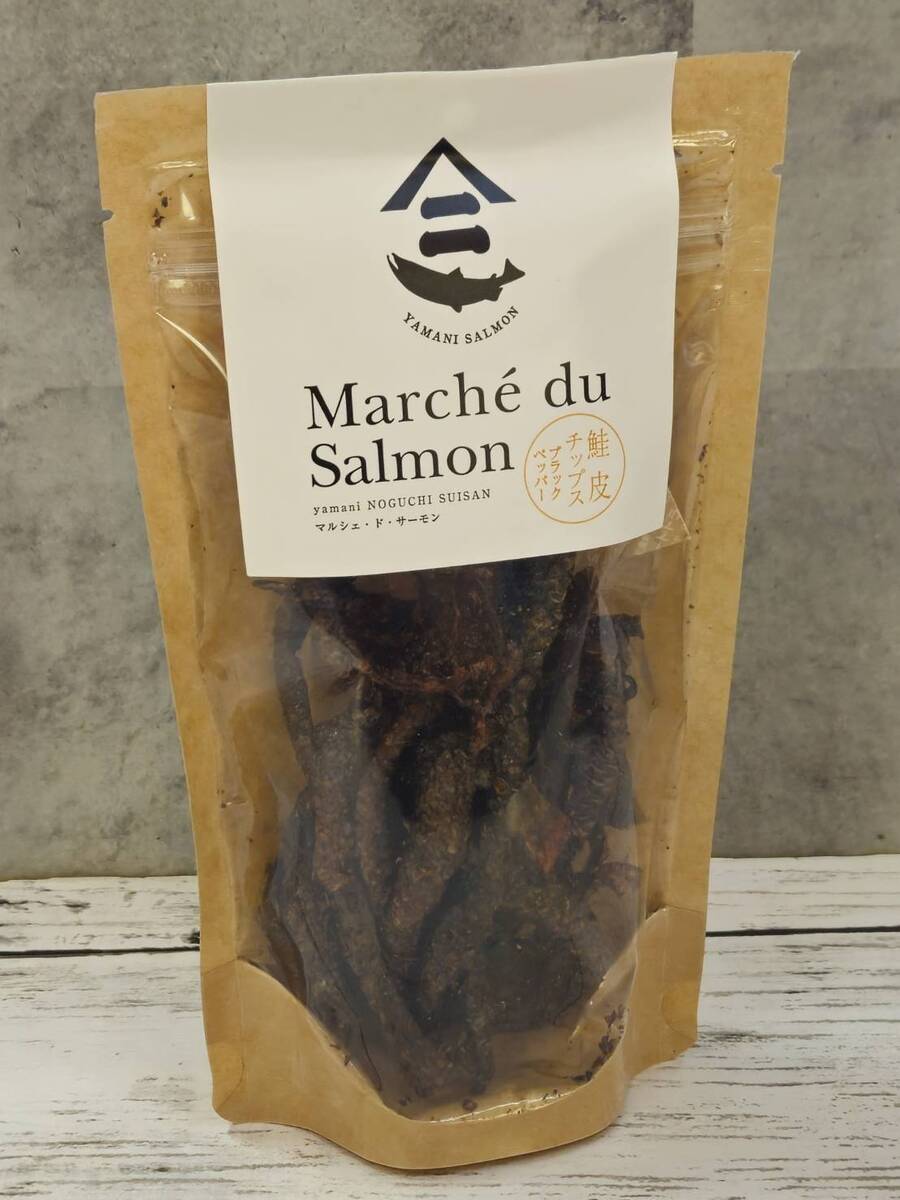 YAMANI SALMON
Marché du
Salmon
yamani NOGUCHI SUISAN
マルシェ・ド・サーモン
鮭皮
チップス
ブラック
ペッパー